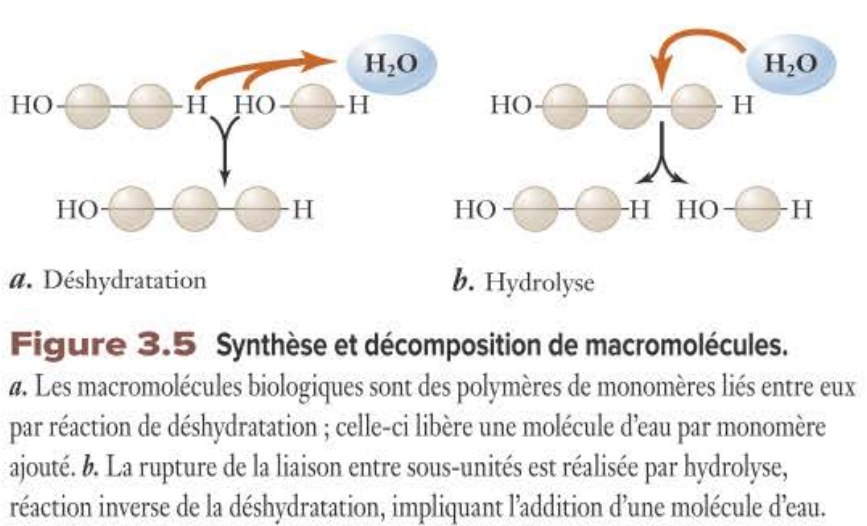 H₂O H₂O
HO H HO H HO H
HO H HO H HO H
a. Déshydratation b. Hydrolyse
Figure 3.5 Synthèse et décomposition de macromolécules.
a. Les macromolécules biologiques sont des polymères de monomères liés entre eux
par réaction de déshydratation ; celle-ci libère une molécule d'eau par monomère
ajouté. b. La rupture de la liaison entre sous-unités est réalisée par hydrolyse,
réaction inverse de la déshydratation, impliquant l'addition d'une molécule d'eau.